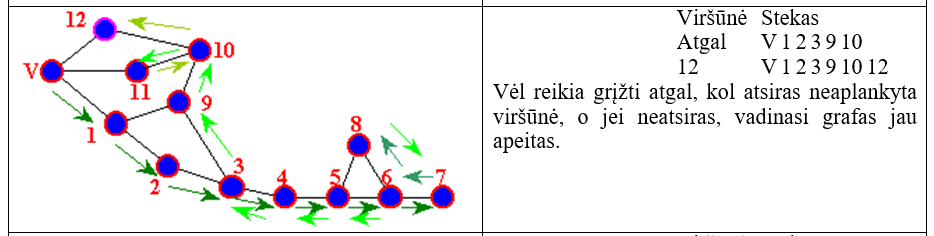 12
10
V
11
9
1
8
2
3
4
5
6
7
Viršūnė Stekas
Atgal V 1 2 3 9 10
12 V 1 2 3 9 10 12
Vėl reikia grįžti atgal, kol atsiras neaplankyta
viršūnė, o jei neatsiras, vadinasi grafas jau
apeitas.